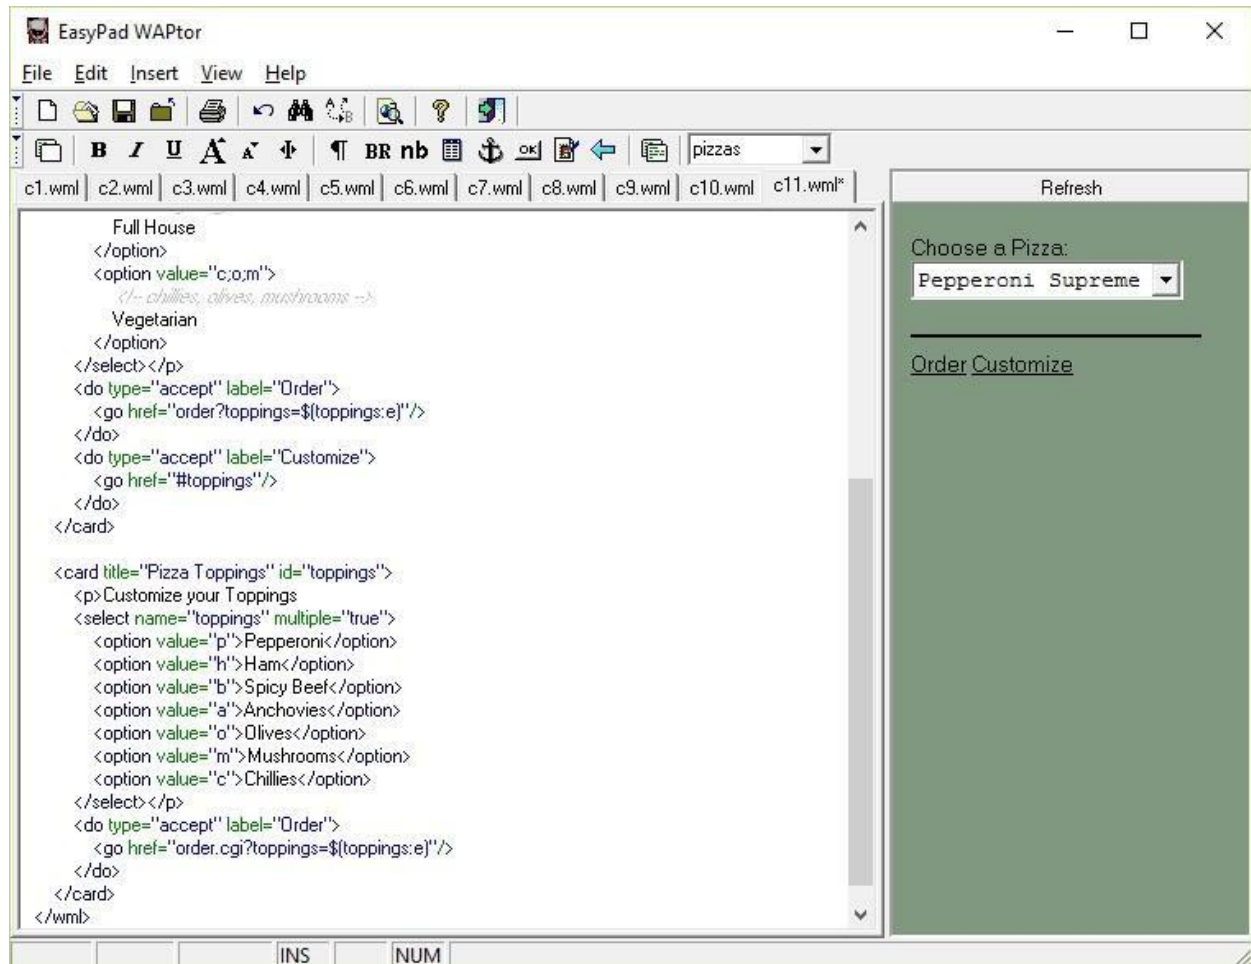 EasyPad WAPtor
File Edit Insert View Help
B I U A A ¶ BR nb OK pizzas
c1.wml c2.wml c3.wml c4.wml c5.wml c6.wml c7.wml c8.wml c9.wml c10.wml c11.wml*
Full House
</option>
<option value="c;o;m">
<!-- chillies, olives, mushrooms -->
Vegetarian
</option>
</select></p>
<do type="accept" label="Order">
<go href="order?toppings=$(toppings:e)"/>
</do>
<do type="accept" label="Customize">
<go href="#toppings"/>
</do>
</card>
<card title="Pizza Toppings" id="toppings">
<p>Customize your Toppings
<select name="toppings" multiple="true">
<option value="p">Pepperoni</option>
<option value="h">Ham</option>
<option value="b">Spicy Beef</option>
<option value="a">Anchovies</option>
<option value="o">Olives</option>
<option value="m">Mushrooms</option>
<option value="c">Chillies</option>
</select></p>
<do type="accept" label="Order">
<go href="order.cgi?toppings=$(toppings:e)"/>
</do>
</card>
</wml>
Refresh
Choose a Pizza:
Pepperoni Supreme
Order Customize
INS NUM